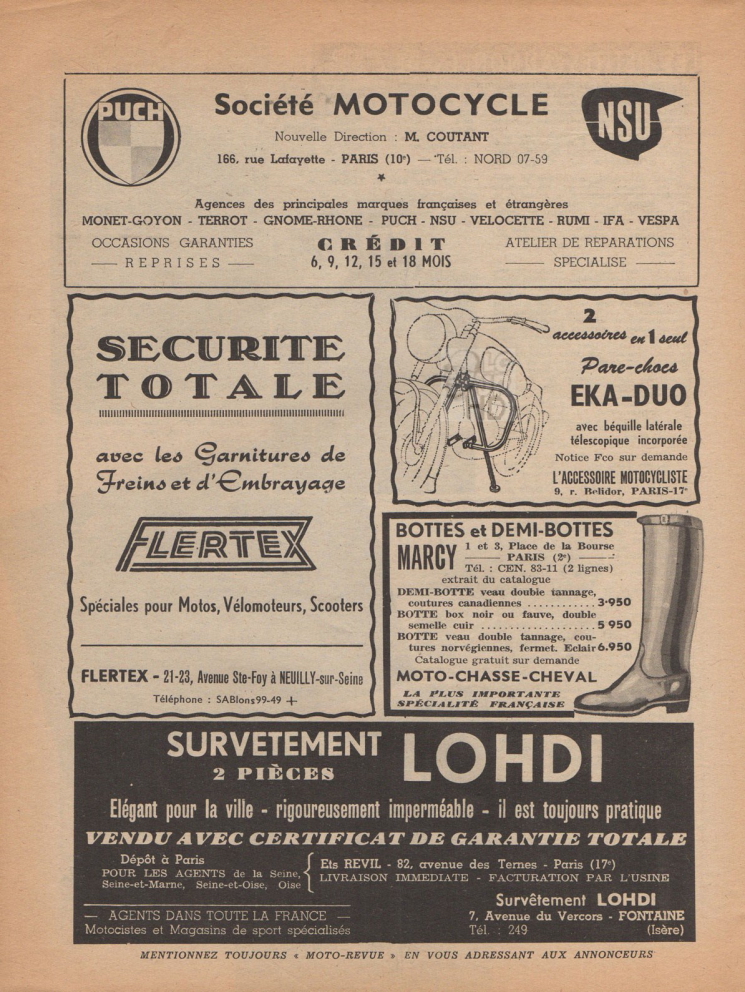 PUCH
Société MOTOCYCLE
NSU
Nouvelle Direction : M. COUTANT
166, rue Lafayette - PARIS (10e) — Tél. : NORD 07-59
★
Agences des principales marques françaises et étrangères
MONET-GOYON - TERROT - GNOME-RHONE - PUCH - NSU - VELOCETTE - RUMI - IFA - VESPA
OCCASIONS GARANTIES
— REPRISES —
CRÉDIT
6, 9, 12, 15 et 18 MOIS
ATELIER DE REPARATIONS
— SPECIALISE —
SECURITE
TOTALE
avec les Garnitures de
Freins et d'Embrayage
FLERTEX
Spéciales pour Motos, Vélomoteurs, Scooters
FLERTEX - 21-23, Avenue Ste-Foy à NEUILLY-sur-Seine
Téléphone : SABlons 99-49 +
2
accessoires en 1 seul
Pare-chocs
EKA-DUO
avec béquille latérale
télescopique incorporée
Notice Fco sur demande
L'ACCESSOIRE MOTOCYCLISTE
9, r. Belidor, PARIS-17e
BOTTES et DEMI-BOTTES
MARCY
1 et 3, Place de la Bourse
— PARIS (2e) —
Tél. : CEN. 83-11 (2 lignes)
extrait du catalogue
DEMI-BOTTE veau double tannage,
coutures canadiennes ............ 3·950
BOTTE box noir ou fauve, double
semelle cuir .................. 5 950
BOTTE veau double tannage, cou-
tures norvégiennes, fermet. Eclair 6.950
Catalogue gratuit sur demande
MOTO-CHASSE-CHEVAL
LA PLUS IMPORTANTE
SPÉCIALITÉ FRANÇAISE
SURVETEMENT
2 PIÈCES
LOHDI
Elégant pour la ville - rigoureusement imperméable - il est toujours pratique
VENDU AVEC CERTIFICAT DE GARANTIE TOTALE
Dépôt à Paris
POUR LES AGENTS de la Seine,
Seine-et-Marne, Seine-et-Oise, Oise
Ets REVIL - 82, avenue des Ternes - Paris (17e)
LIVRAISON IMMEDIATE - FACTURATION PAR L'USINE
— AGENTS DANS TOUTE LA FRANCE —
Motocistes et Magasins de sport spécialisés
Survêtement LOHDI
7, Avenue du Vercors - FONTAINE
Tél. : 249 (Isère)
MENTIONNEZ TOUJOURS « MOTO-REVUE » EN VOUS ADRESSANT AUX ANNONCEURS